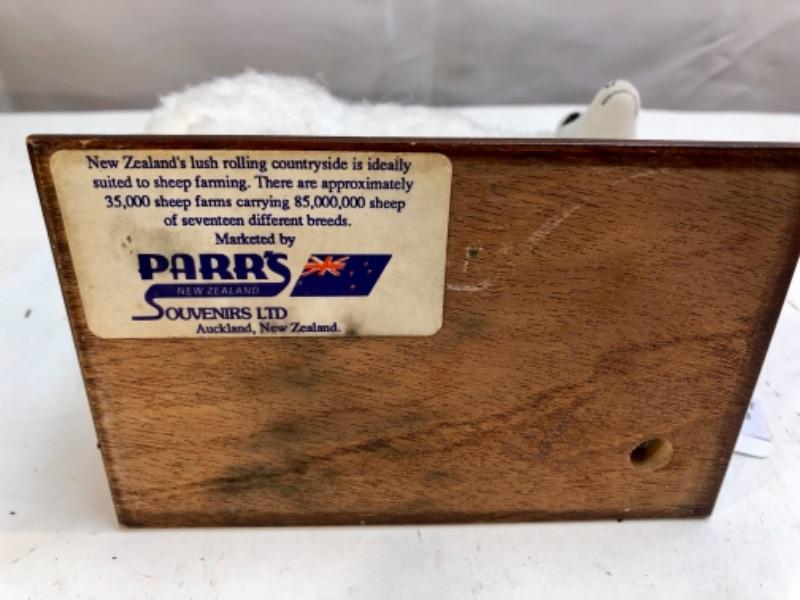 New Zealand's lush rolling countryside is ideally
suited to sheep farming. There are approximately
35,000 sheep farms carrying 85,000,000 sheep
of seventeen different breeds.
Marketed by
PARR'S
NEW ZEALAND
SOUVENIRS LTD
Auckland, New Zealand.